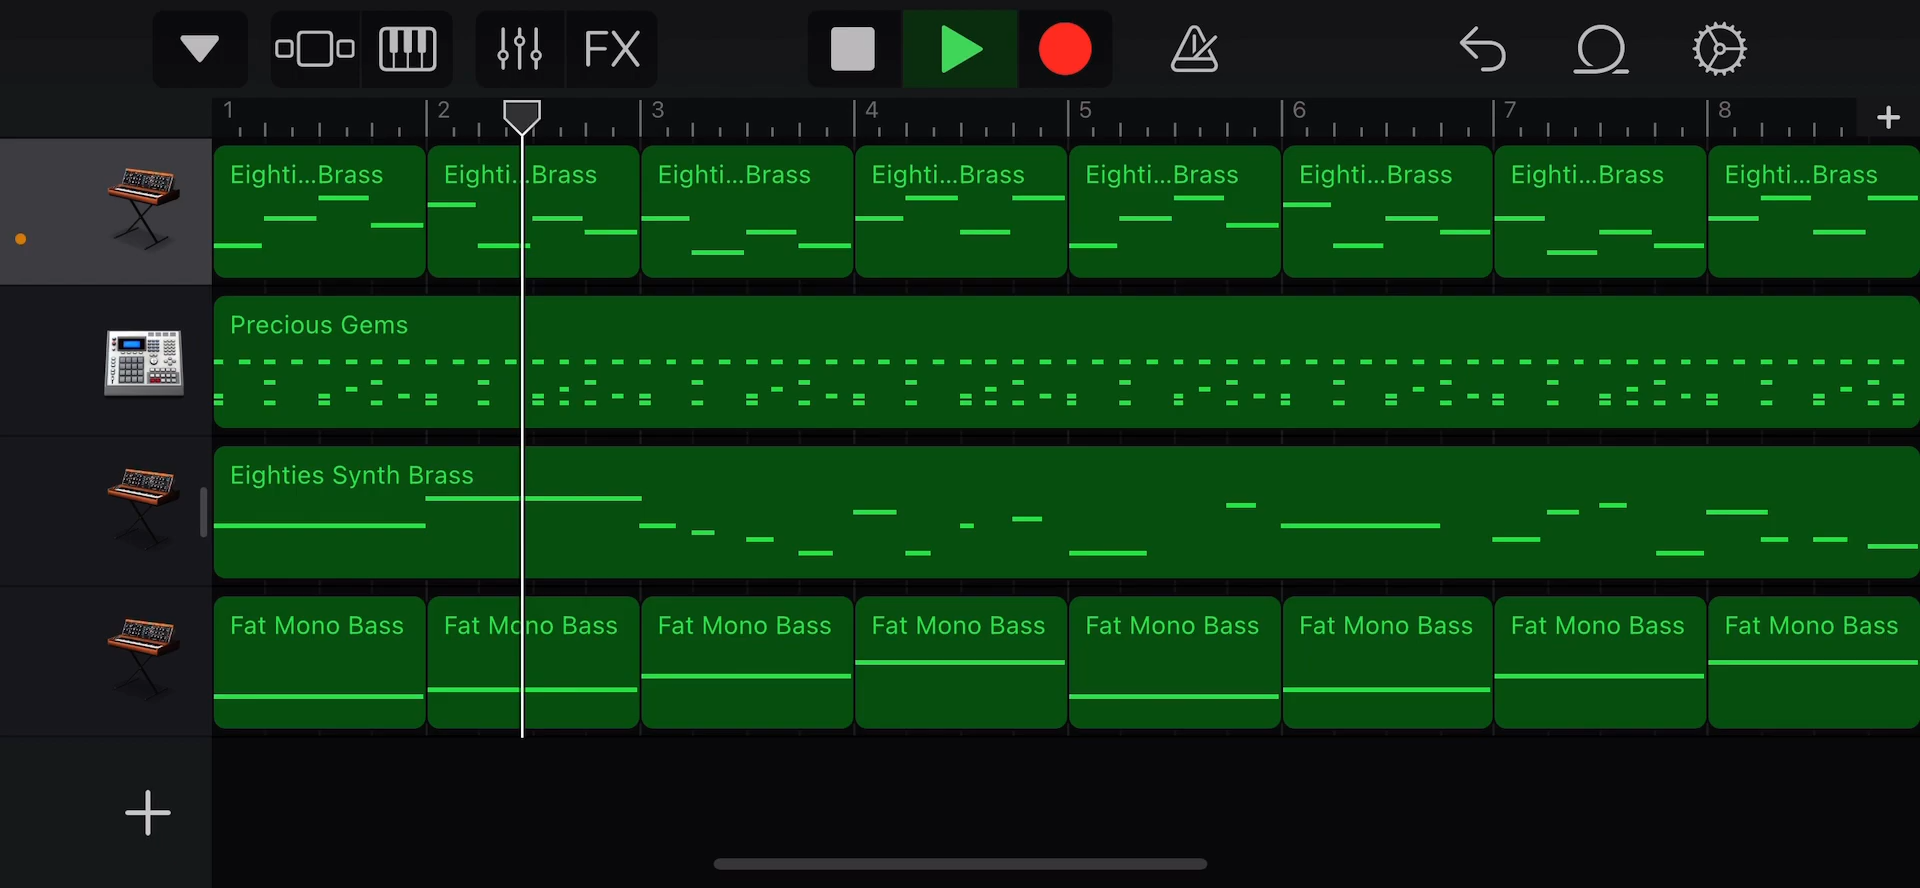 FX
1 2 3 4 5 6 7 8
Eighti...Brass Eighti...Brass Eighti...Brass Eighti...Brass Eighti...Brass Eighti...Brass Eighti...Brass Eighti...Brass
Precious Gems
Eighties Synth Brass
Fat Mono Bass Fat Mono Bass Fat Mono Bass Fat Mono Bass Fat Mono Bass Fat Mono Bass Fat Mono Bass Fat Mono Bass